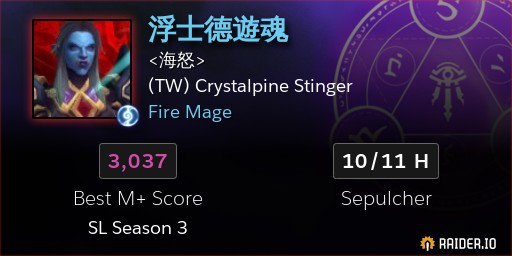 浮士德遊魂
<海怒>
(TW) Crystalpine Stinger
Fire Mage
3,037
10/11 H
Best M+ Score
Sepulcher
SL Season 3
RAIDER.IO